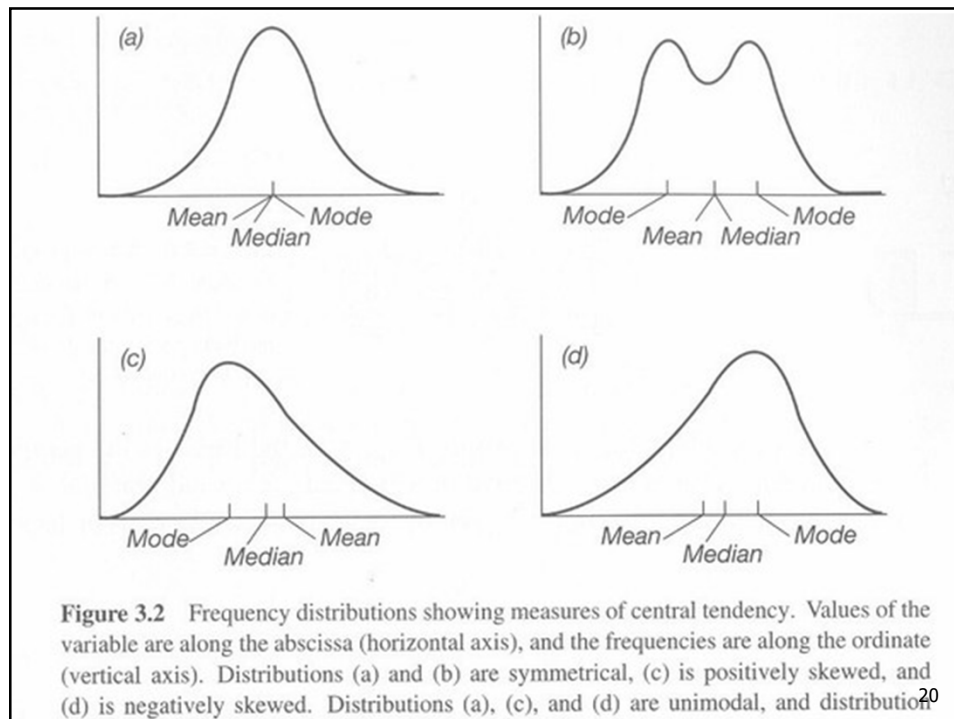 (a)
Mean
Mode
Median
(b)
Mode
Mode
Mean
Median
(c)
Mode
Mean
Median
(d)
Mean
Mode
Median
Figure 3.2 Frequency distributions showing measures of central tendency. Values of the
variable are along the abscissa (horizontal axis), and the frequencies are along the ordinate
(vertical axis). Distributions (a) and (b) are symmetrical, (c) is positively skewed, and
(d) is negatively skewed. Distributions (a), (c), and (d) are unimodal, and distribution
20